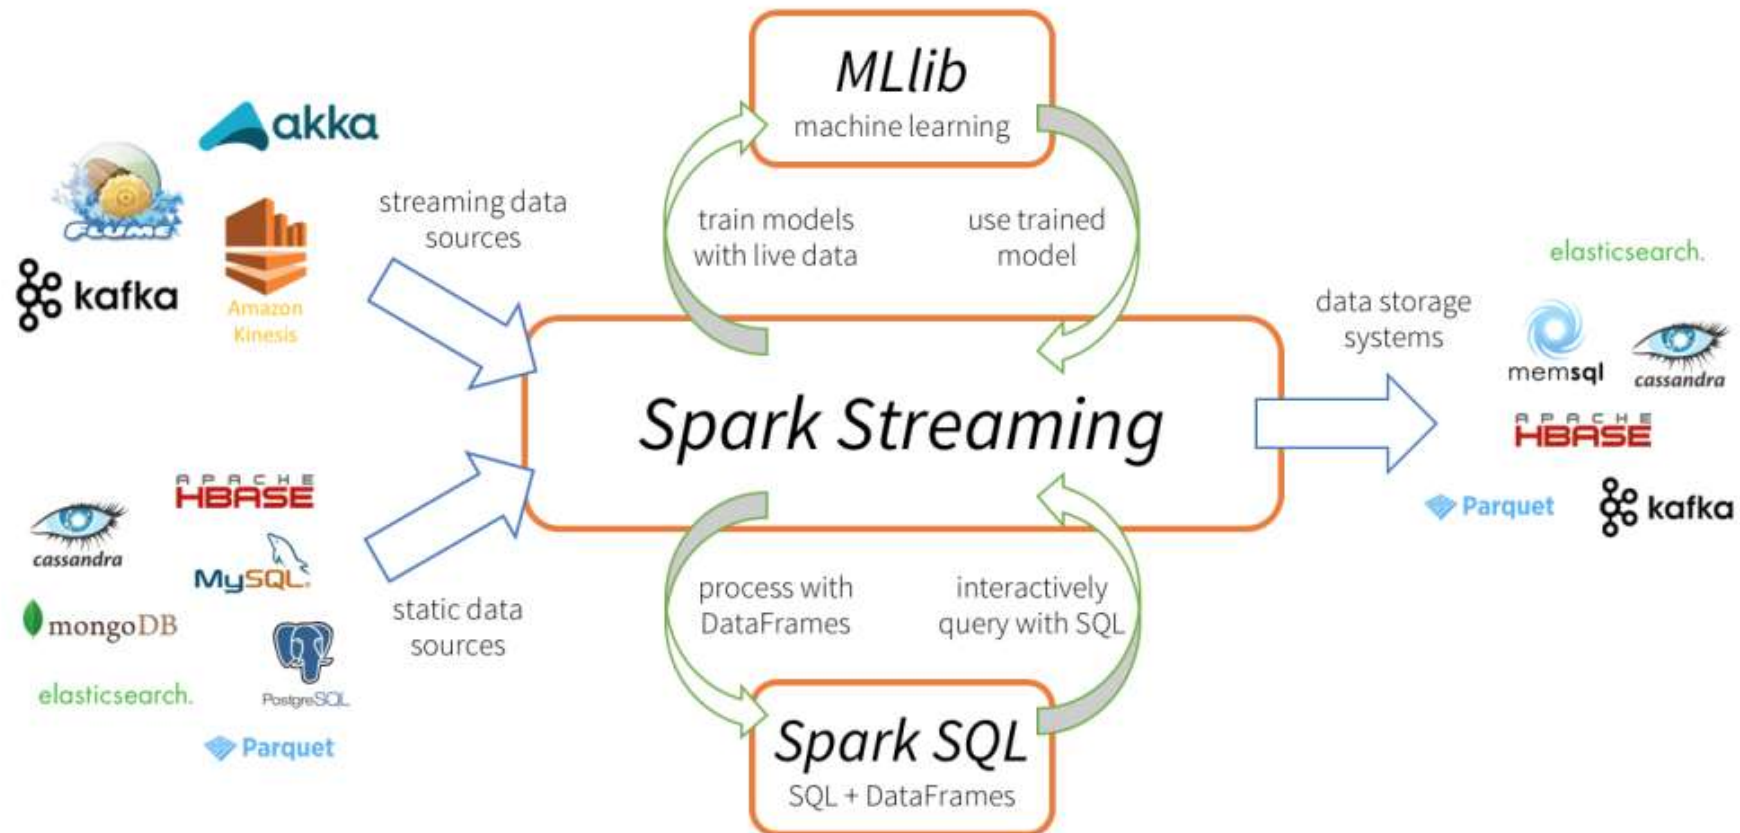 MLlib
machine learning
akka
FLUME
kafka
Amazon
Kinesis
streaming data
sources
train models
with live data
use trained
model
Spark Streaming
data storage
systems
elasticsearch.
memsql
cassandra
APACHE
HBASE
Parquet
kafka
APACHE
HBASE
cassandra
MySQL®
mongoDB
PostgreSQL
elasticsearch.
Parquet
static data
sources
process with
DataFrames
interactively
query with SQL
Spark SQL
SQL + DataFrames